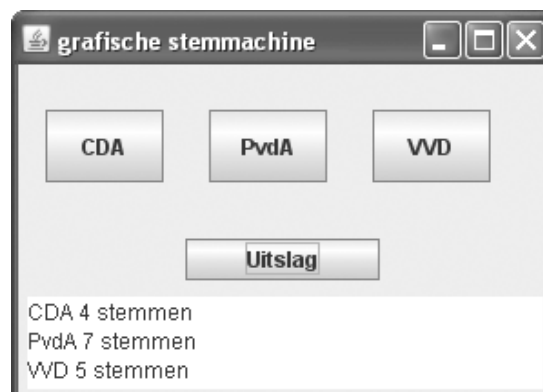 grafische stemmachine
CDA PvdA VVD
Uitslag
CDA 4 stemmen
PvdA 7 stemmen
VVD 5 stemmen